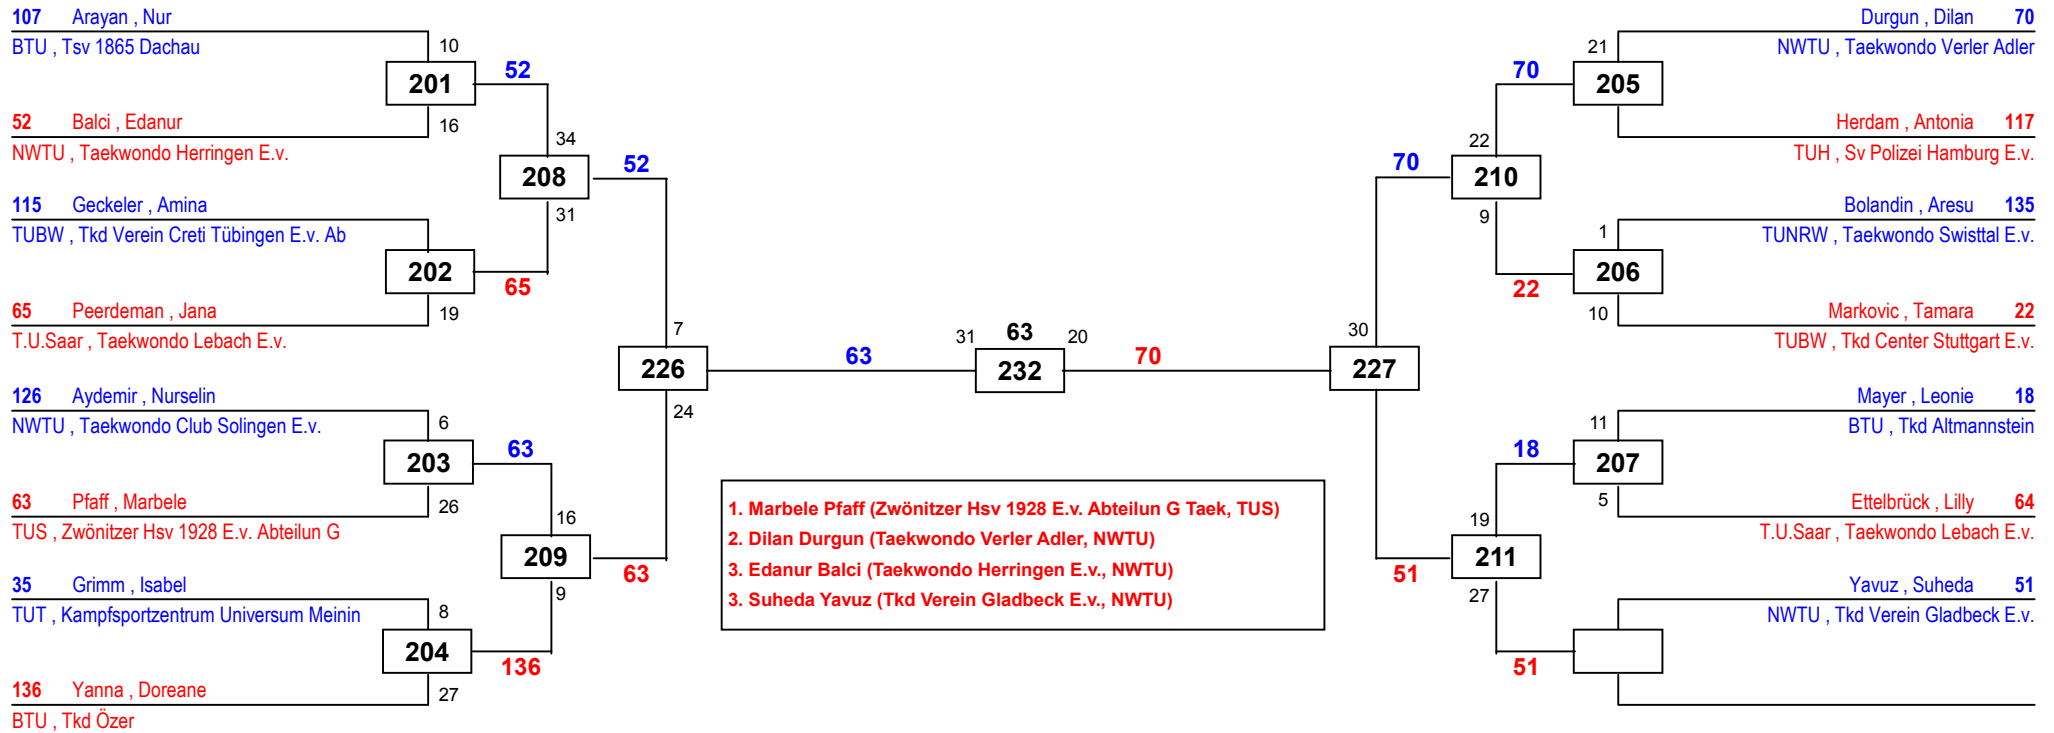 107 Arayan , Nur
BTU , Tsv 1865 Dachau
10
201
52
16
52 Balci , Edanur
NWTU , Taekwondo Herringen E.v.
34
208
52
31
115 Geckeler , Amina
TUBW , Tkd Verein Creti Tübingen E.v. Ab
202
65
19
65 Peerdeman , Jana
T.U.Saar , Taekwondo Lebach E.v.
7
226
63
24
126 Aydemir , Nurselin
NWTU , Taekwondo Club Solingen E.v.
6
203
63
26
63 Pfaff , Marbele
TUS , Zwönitzer Hsv 1928 E.v. Abteilun G
16
209
63
9
35 Grimm , Isabel
TUT , Kampfsportzentrum Universum Meinin
8
204
136
27
136 Yanna , Doreane
BTU , Tkd Özer
31 63 20
232
70
1. Marbele Pfaff (Zwönitzer Hsv 1928 E.v. Abteilun G Taek, TUS)
2. Dilan Durgun (Taekwondo Verler Adler, NWTU)
3. Edanur Balci (Taekwondo Herringen E.v., NWTU)
3. Suheda Yavuz (Tkd Verein Gladbeck E.v., NWTU)
Durgun , Dilan 70
NWTU , Taekwondo Verler Adler
21
70
205
Herdam , Antonia 117
TUH , Sv Polizei Hamburg E.v.
22
70
210
9
Bolandin , Aresu 135
TUNRW , Taekwondo Swisttal E.v.
1
206
22
10
Markovic , Tamara 22
TUBW , Tkd Center Stuttgart E.v.
30
227
Mayer , Leonie 18
BTU , Tkd Altmannstein
11
18
207
5
Ettelbrück , Lilly 64
T.U.Saar , Taekwondo Lebach E.v.
19
211
51
27
Yavuz , Suheda 51
NWTU , Tkd Verein Gladbeck E.v.
51